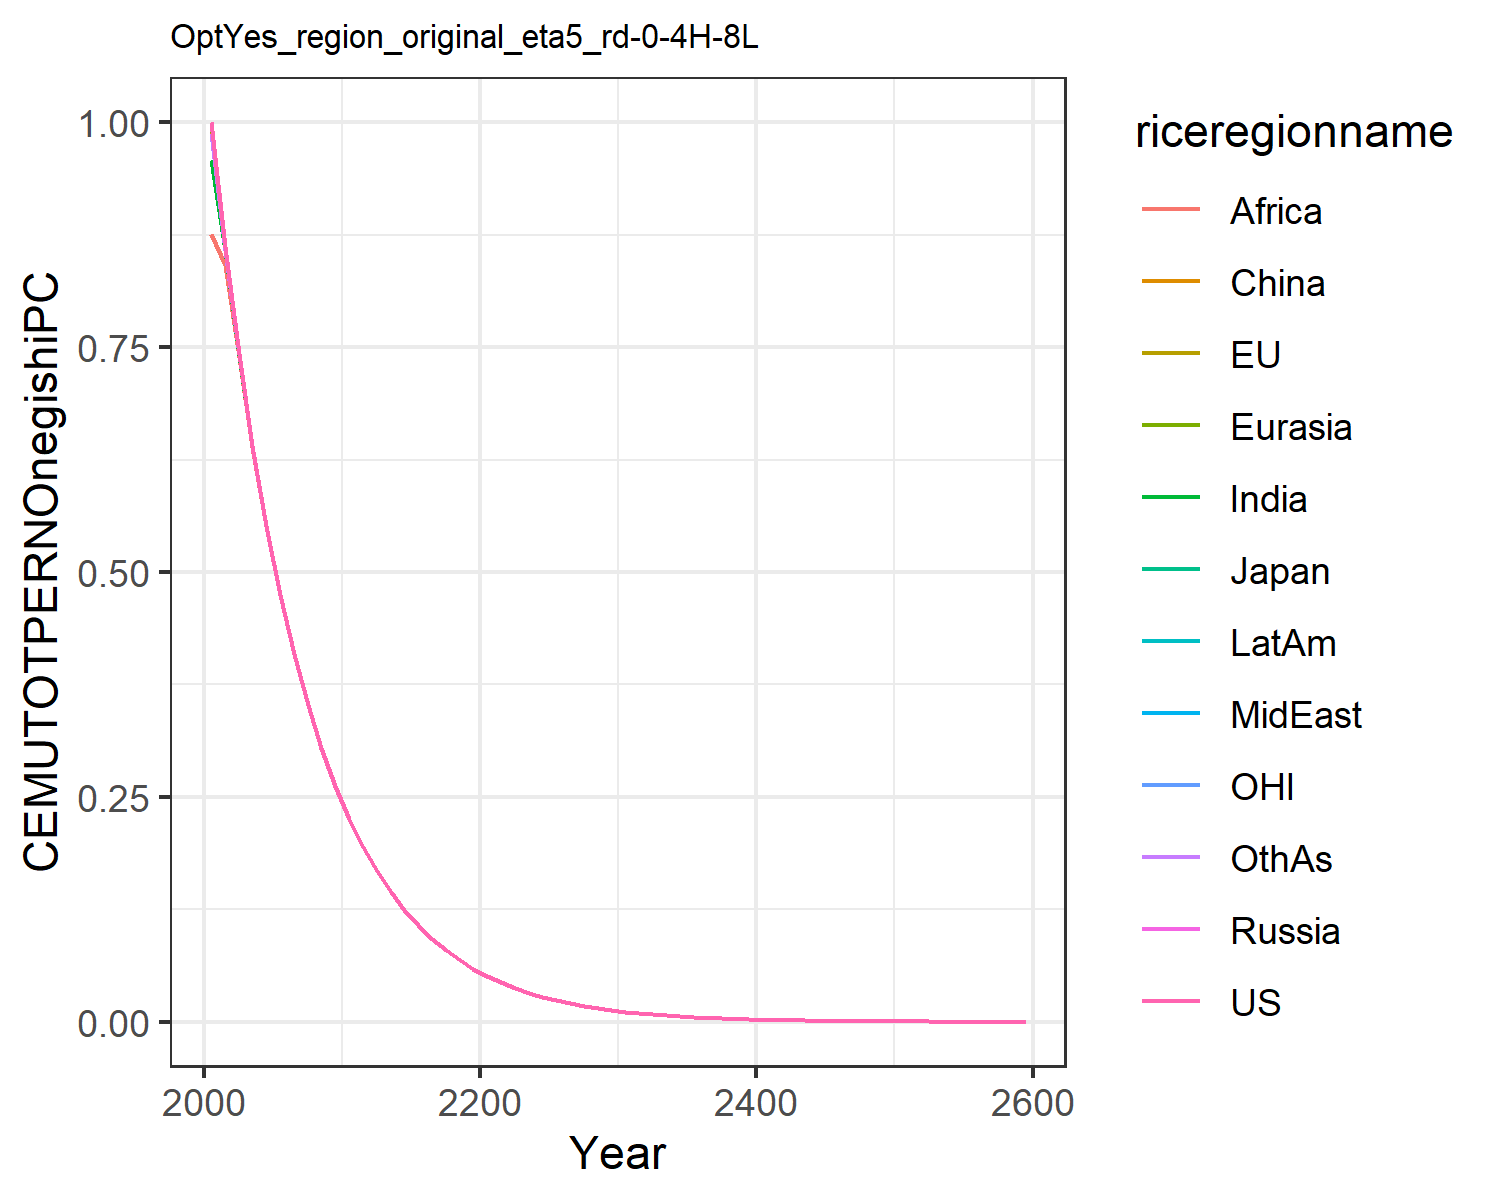 OptYes_region_original_eta5_rd-0-4H-8L
CEMUTOTPERNOnegishiPC
1.00
0.75
0.50
0.25
0.00
2000 2200 2400 2600
Year
riceregionname
Africa
China
EU
Eurasia
India
Japan
LatAm
MidEast
OHI
OthAs
Russia
US